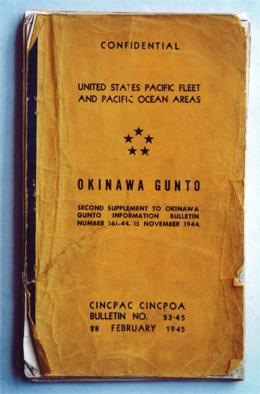 CONFIDENTIAL
UNITED STATES PACIFIC FLEET
AND PACIFIC OCEAN AREAS
OKINAWA GUNTO
SECOND SUPPLEMENT TO OKINAWA
GUNTO INFORMATION BULLETIN
NUMBER 161-44, 15 NOVEMBER 1944.
CINCPAC CINCPOA
BULLETIN NO. 53-45
28 FEBRUARY 1945